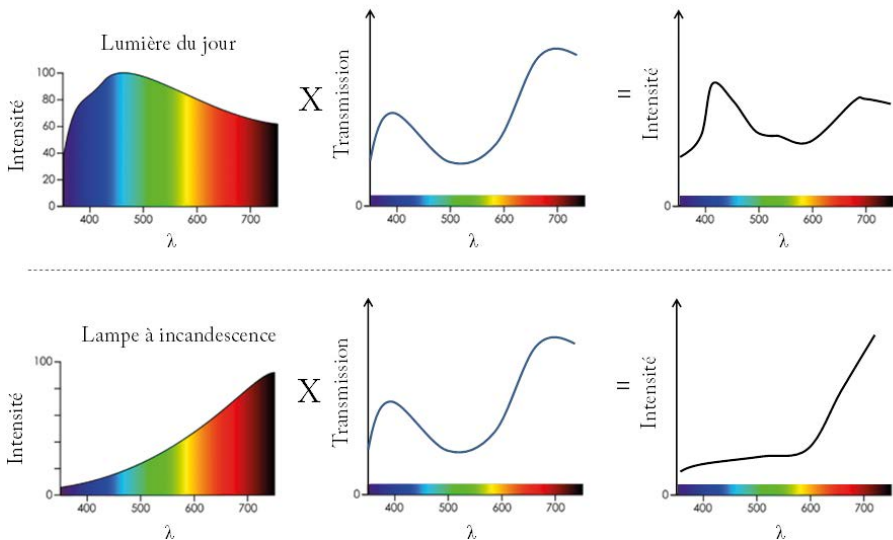 Lumière du jour
Intensité
100
80
60
40
20
0
400 500 600 700
λ
X
Transmission
0
400 500 600 700
λ
=
Intensité
400 500 600 700
λ
Lampe à incandescence
Intensité
100
0
400 500 600 700
λ
X
Transmission
0
400 500 600 700
λ
=
Intensité
400 500 600 700
λ